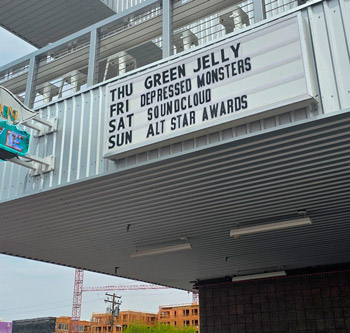 THU GREEN JELLY
FRI DEPRESSED MONSTERS
SAT SOUNDCLOUD
SUN ALT STAR AWARDS